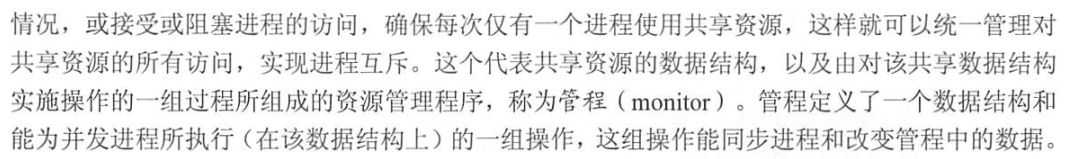 情况，或接受或阻塞进程的访问，确保每次仅有一个进程使用共享资源，这样就可以统一管理对
共享资源的所有访问，实现进程互斥。这个代表共享资源的数据结构，以及由对该共享数据结构
实施操作的一组过程所组成的资源管理程序，称为管程（monitor）。管程定义了一个数据结构和
能为并发进程所执行（在该数据结构上）的一组操作，这组操作能同步进程和改变管程中的数据。